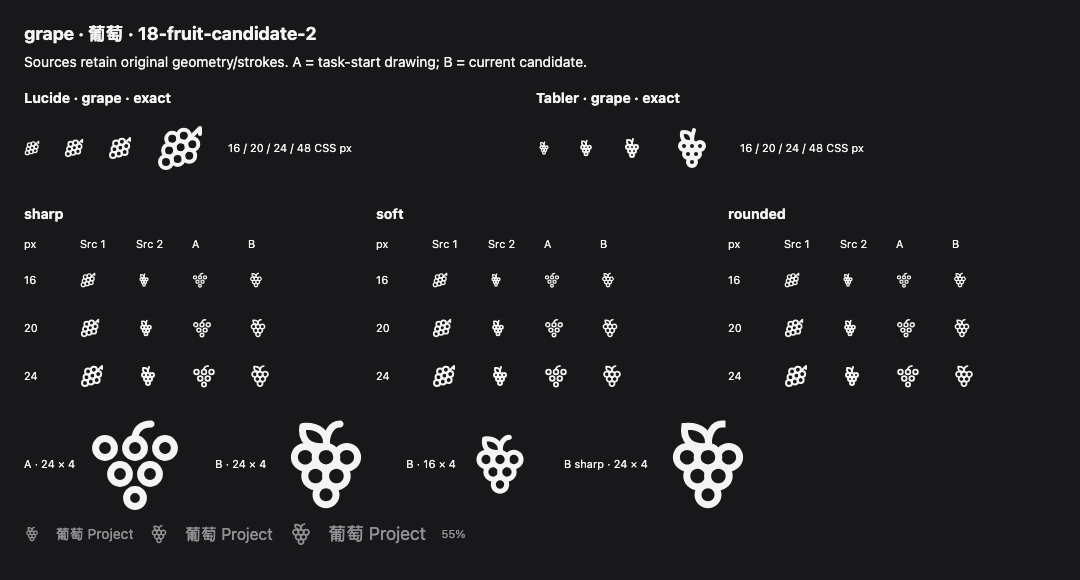 grape · 葡萄 · 18-fruit-candidate-2
Sources retain original geometry/strokes. A = task-start drawing; B = current candidate.
Lucide · grape · exact
Tabler · grape · exact
16 / 20 / 24 / 48 CSS px
16 / 20 / 24 / 48 CSS px
sharp
soft
rounded
px Src 1 Src 2 A B
px Src 1 Src 2 A B
px Src 1 Src 2 A B
16
16
16
20
20
20
24
24
24
A · 24 × 4
B · 24 × 4
B · 16 × 4
B sharp · 24 × 4
葡萄 Project
葡萄 Project
葡萄 Project
55%